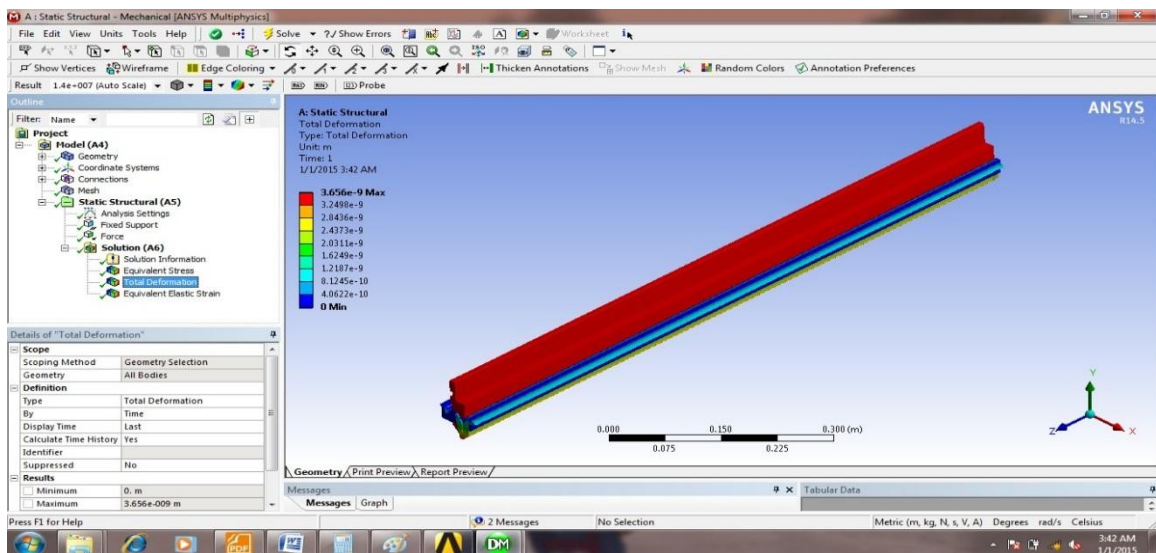 A : Static Structural - Mechanical [ANSYS Multiphysics]
File Edit View Units Tools Help Solve ?/ Show Errors Worksheet
Show Vertices Wireframe Edge Coloring Thicken Annotations Show Mesh Random Colors Annotation Preferences
Result 1.4e+007 (Auto Scale) Probe
Outline
Filter: Name
Project
Model (A4)
Geometry
Coordinate Systems
Connections
Mesh
Static Structural (A5)
Analysis Settings
Fixed Support
Force
Solution (A6)
Solution Information
Equivalent Stress
Total Deformation
Equivalent Elastic Strain
Details of "Total Deformation"
Scope
Scoping Method Geometry Selection
Geometry All Bodies
Definition
Type Total Deformation
By Time
Display Time Last
Calculate Time History Yes
Identifier
Suppressed No
Results
Minimum 0. m
Maximum 3.656e-009 m
A: Static Structural
Total Deformation
Type: Total Deformation
Unit: m
Time: 1
1/1/2015 3:42 AM
3.656e-9 Max
3.2498e-9
2.8436e-9
2.4373e-9
2.0311e-9
1.6249e-9
1.2187e-9
8.1245e-10
4.0622e-10
0 Min
ANSYS
R14.5
0.000 0.150 0.300 (m)
0.075 0.225
Y
Z X
Geometry Print Preview Report Preview
Messages Tabular Data
Messages Graph
Press F1 for Help 2 Messages No Selection Metric (m, kg, N, s, V, A) Degrees rad/s Celsius
PDF W DM 3:42 AM
1/1/2015